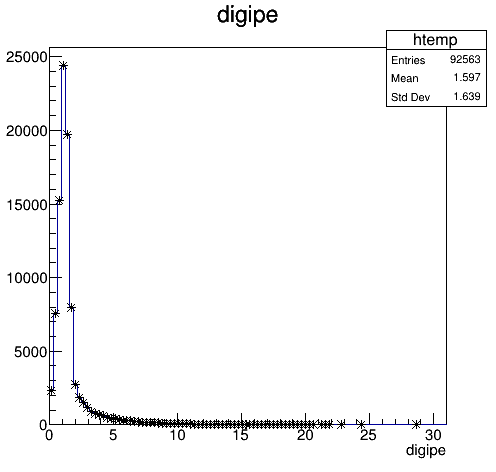 digipe
htemp
Entries 92563
Mean 1.597
Std Dev 1.639
25000
20000
15000
10000
5000
0
0 5 10 15 20 25 30
digipe